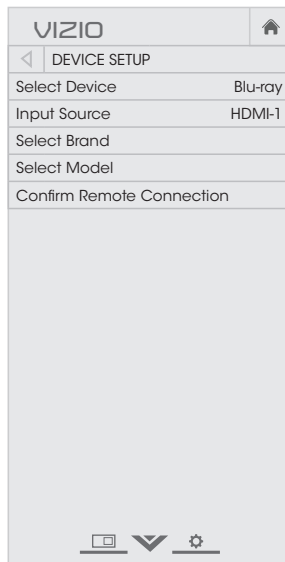 VIZIO
DEVICE SETUP
Select Device Blu-ray
Input Source HDMI-1
Select Brand
Select Model
Confirm Remote Connection